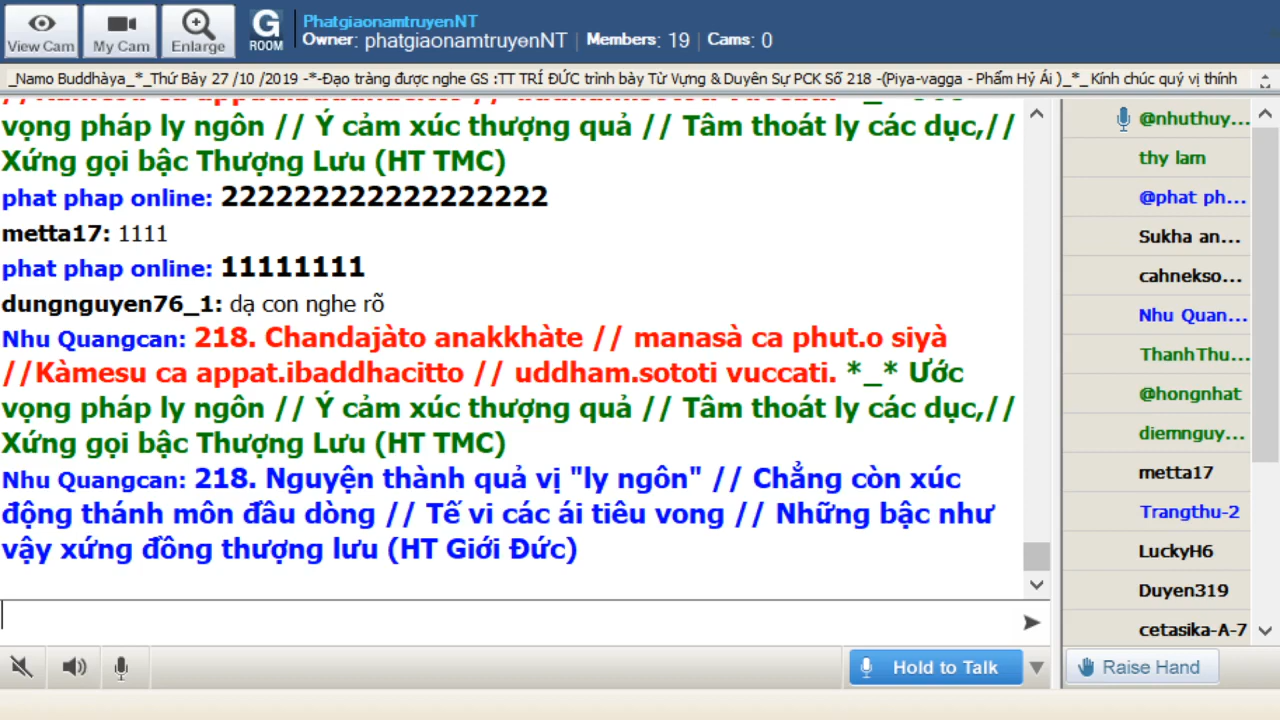 View Cam
My Cam
Enlarge
G
ROOM
PhatgiaonamtruyenNT
Owner: phatgiaonamtruyenNT | Members: 19 | Cams: 0
_Namo Buddhàya_*_Thứ Bảy 27 /10 /2019 -*-Đạo tràng được nghe GS :TT TRÍ ĐỨC trình bày Từ Vựng & Duyên Sự PCK Số 218 -(Piya-vagga - Phẩm Hỷ Ái )_*_Kính chúc quý vị thính
vọng pháp ly ngôn // Ý cảm xúc thượng quả // Tâm thoát ly các dục,//
Xứng gọi bậc Thượng Lưu (HT TMC)
phat phap online: 222222222222222222
metta17: 1111
phat phap online: 11111111
dungnguyen76_1: dạ con nghe rõ
Nhu Quangcan: 218. Chandajàto anakkhàte // manasà ca phut.o siyà
//Kàmesu ca appat.ibaddhacitto // uddham.sototi vuccati. *_* Ước
vọng pháp ly ngôn // Ý cảm xúc thượng quả // Tâm thoát ly các dục,//
Xứng gọi bậc Thượng Lưu (HT TMC)
Nhu Quangcan: 218. Nguyện thành quả vị "ly ngôn" // Chẳng còn xúc
động thánh môn đầu dòng // Tế vi các ái tiêu vong // Những bậc như
vậy xứng đồng thượng lưu (HT Giới Đức)
@nhuthuy...
thy lam
@phat ph...
Sukha an...
cahnekso...
Nhu Quan...
ThanhThu...
@hongnhat
diemnguy...
metta17
Trangthu-2
LuckyH6
Duyen319
cetasika-A-7
Hold to Talk
Raise Hand